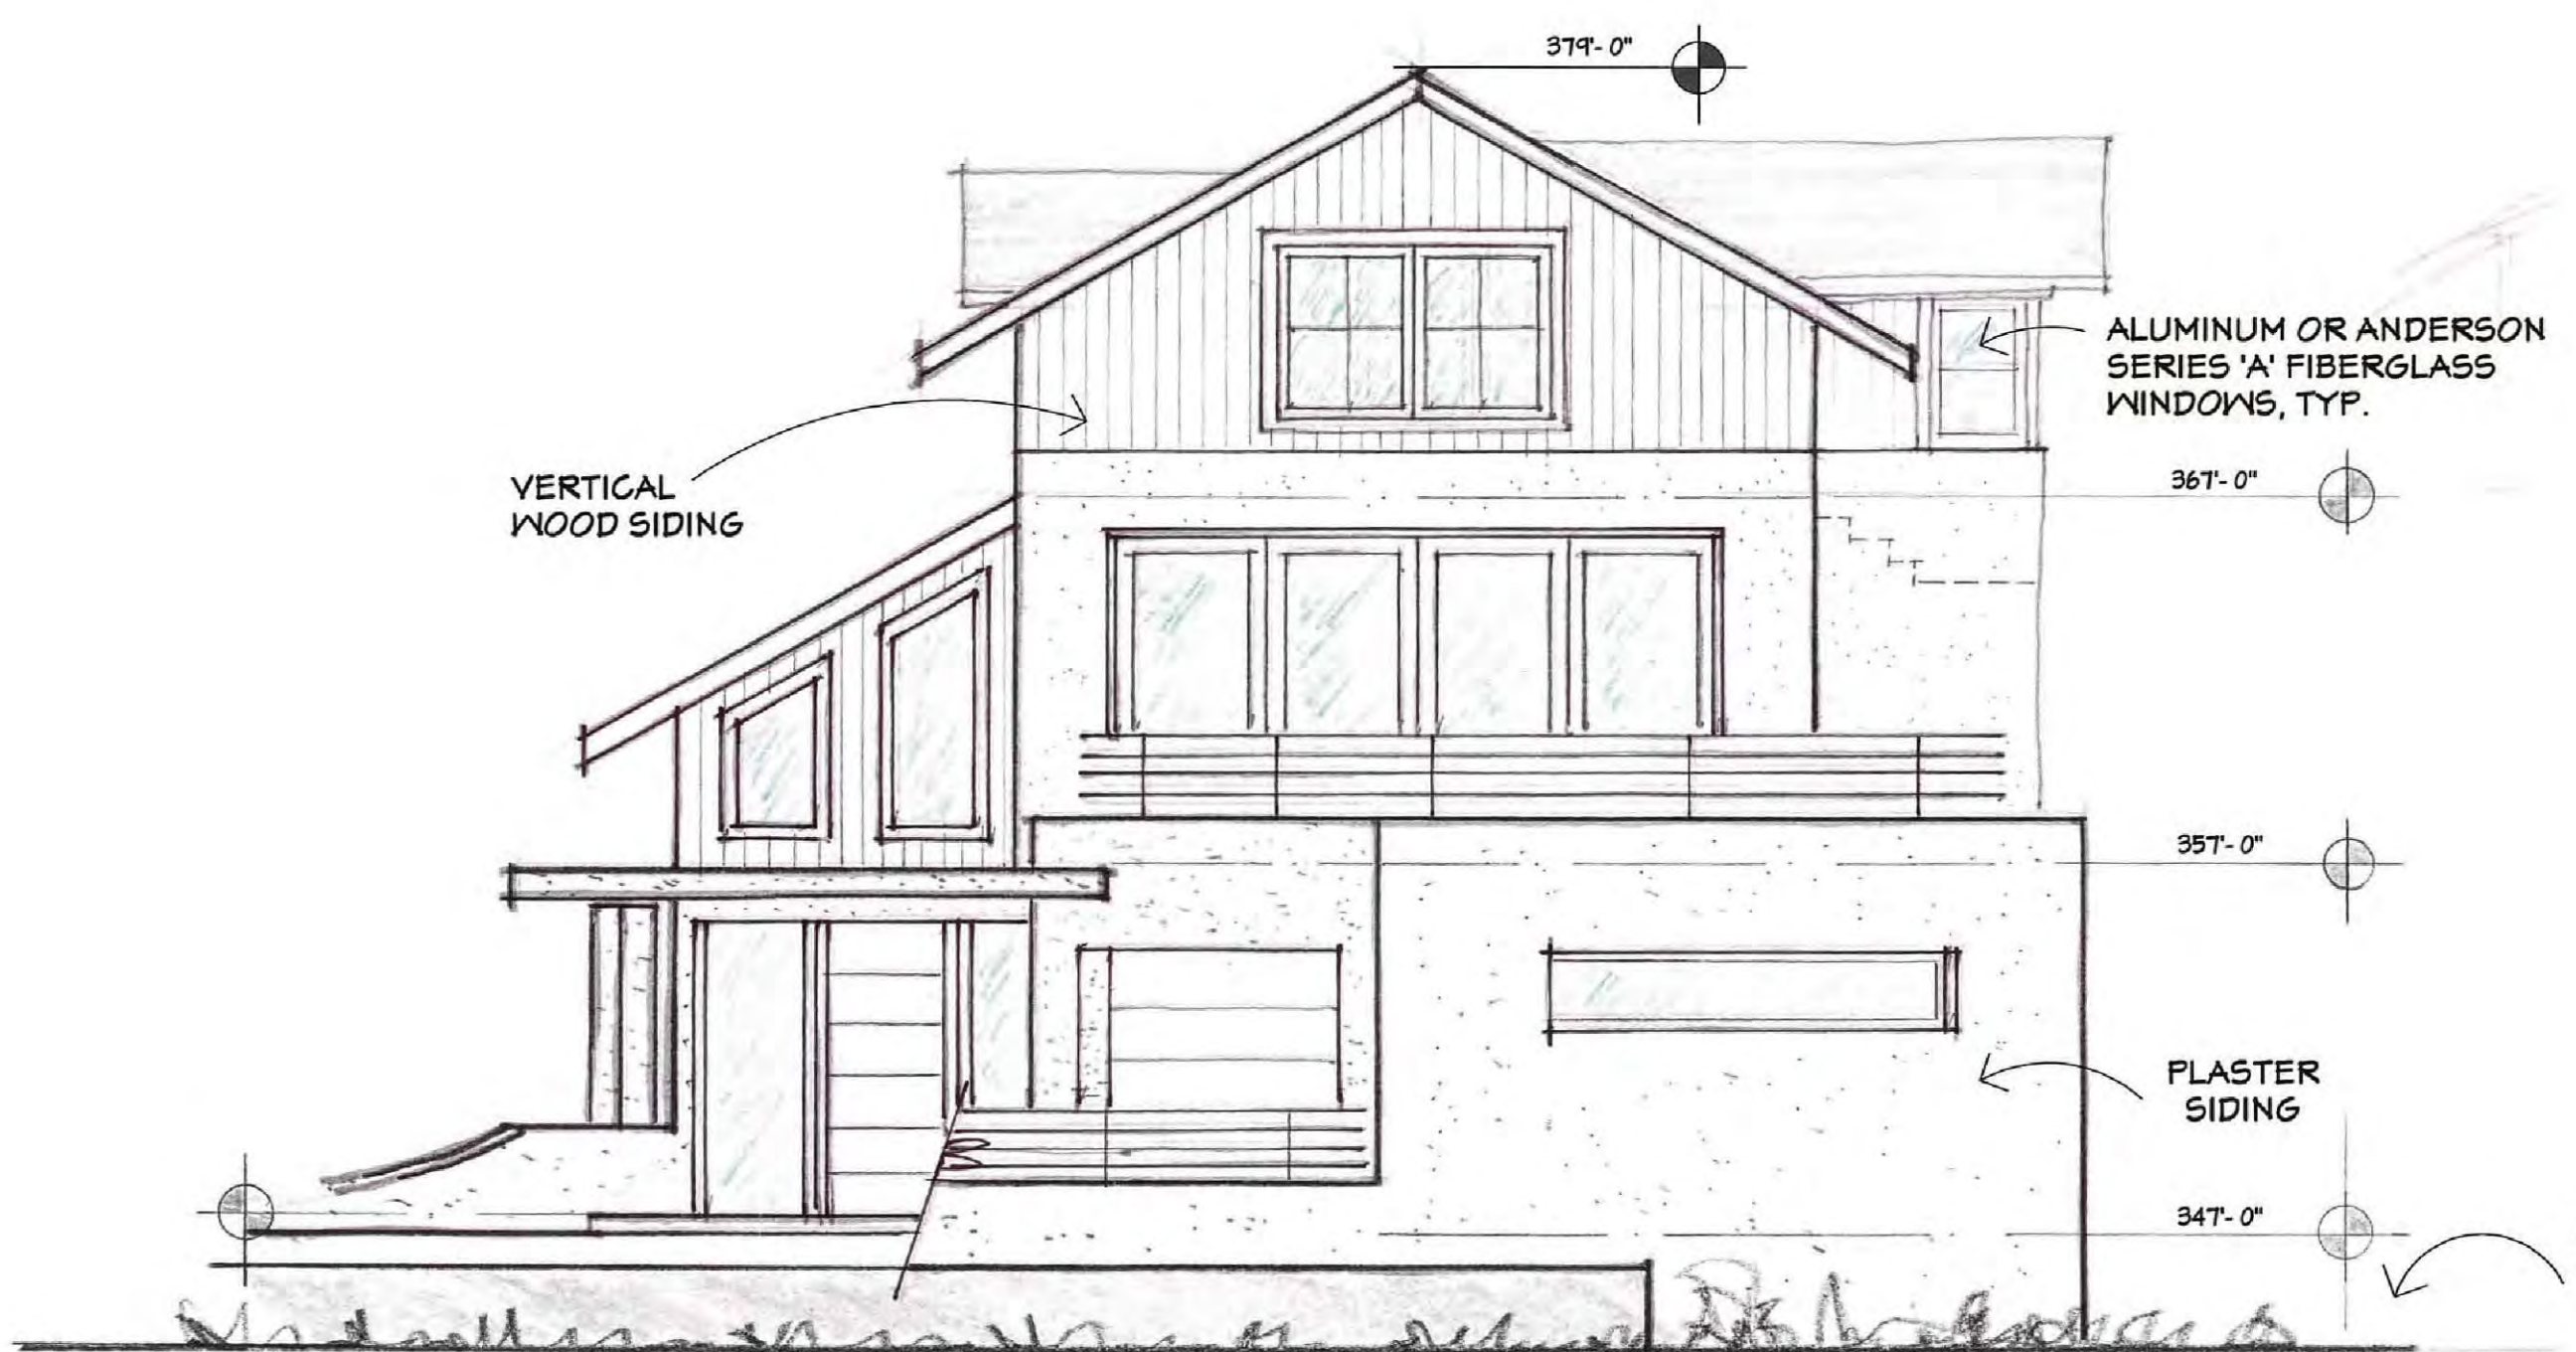 379'-0"
ALUMINUM OR ANDERSON
SERIES 'A' FIBERGLASS
WINDOWS, TYP.
367'-0"
VERTICAL
WOOD SIDING
357'-0"
PLASTER
SIDING
347'-0"